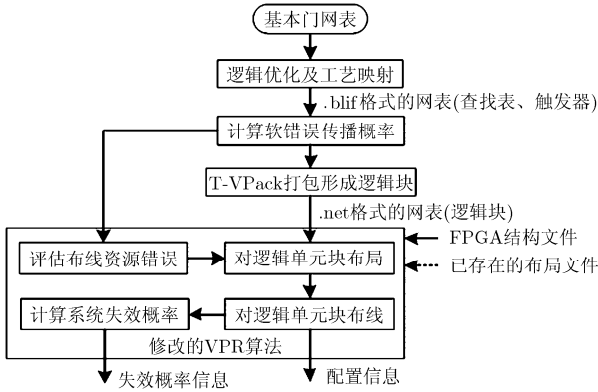 基本门网表
逻辑优化及工艺映射
.blif格式的网表(查找表、触发器)
计算软错误传播概率
T-VPack打包形成逻辑块
.net格式的网表(逻辑块)
FPGA结构文件
评估布线资源错误
对逻辑单元块布局
已存在的布局文件
计算系统失效概率
对逻辑单元块布线
修改的VPR算法
失效概率信息
配置信息